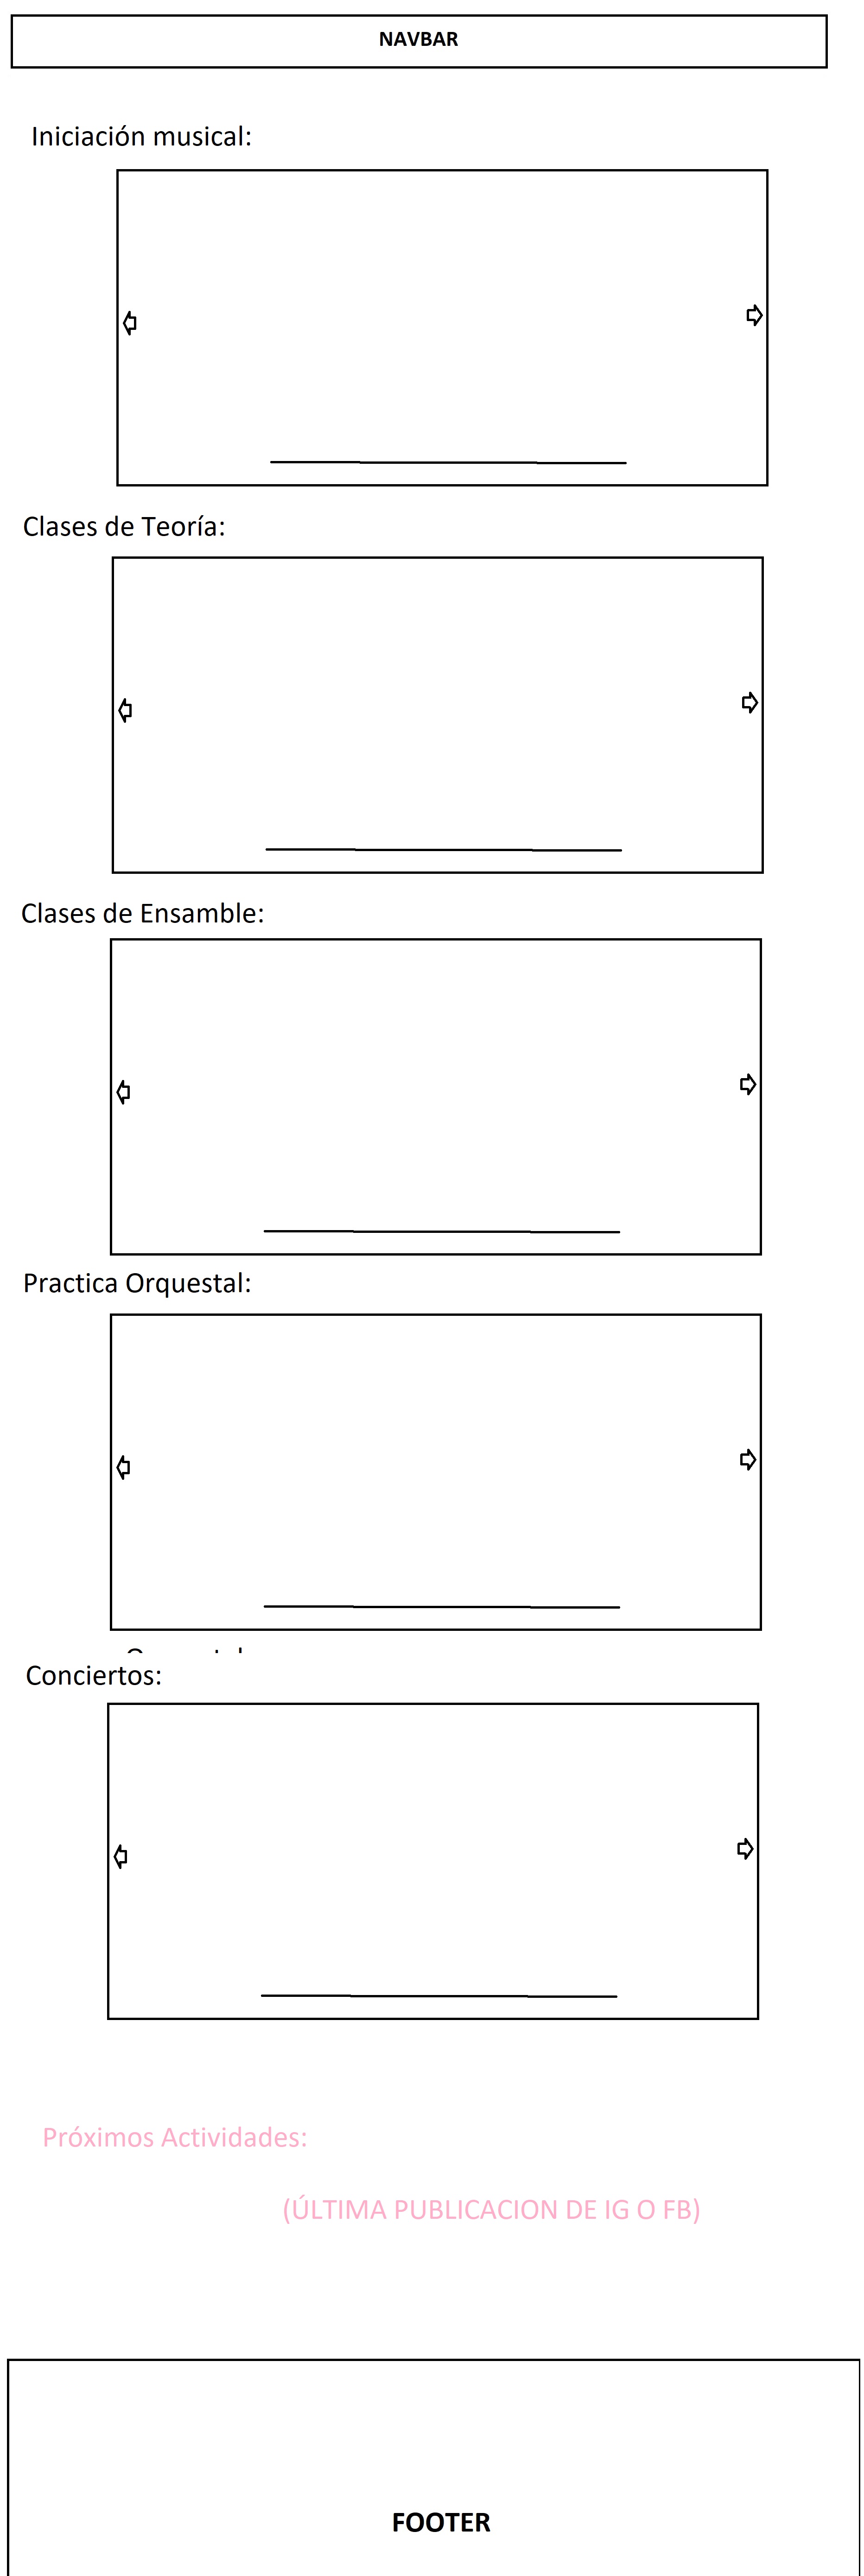 NAVBAR
Iniciación musical:
Clases de Teoría:
Clases de Ensamble:
Practica Orquestal:
Conciertos:
Próximos Actividades:
(ÚLTIMA PUBLICACION DE IG O FB)
FOOTER